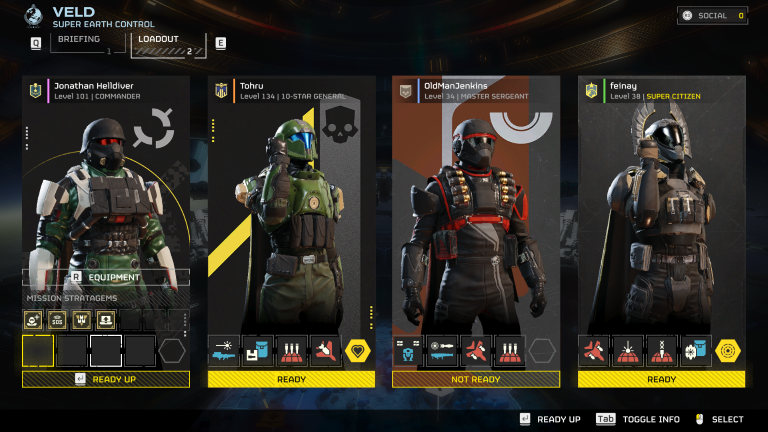 VELD
SUPER EARTH CONTROL
Q
BRIEFING
1
LOADOUT
2
E
SOCIAL 0
Jonathan Helldiver
Level 101 | COMMANDER
Tohru
Level 134 | 10-STAR GENERAL
OldManJenkins
Level 34 | MASTER SERGEANT
feinay
Level 38 | SUPER CITIZEN
R EQUIPMENT
MISSION STRATAGEMS
SOS
READY UP
READY
NOT READY
READY
READY UP
Tab TOGGLE INFO
SELECT